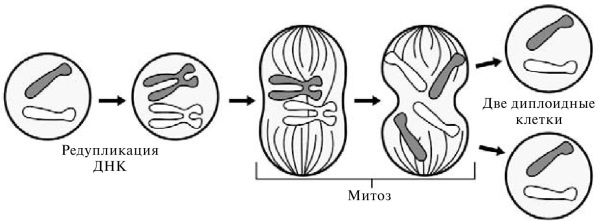 Редупликация
ДНК
Митоз
Две диплоидные
клетки